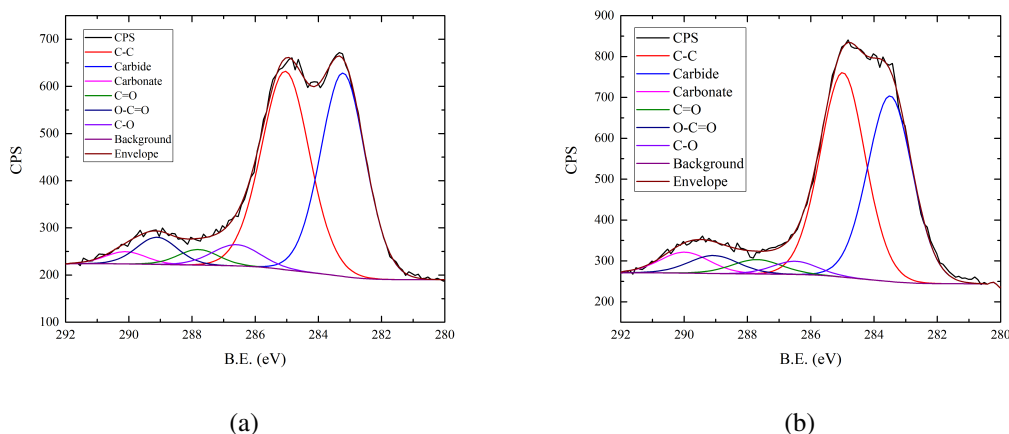 700
600
500
400
300
200
100
CPS
CPS
C-C
Carbide
Carbonate
C=O
O-C=O
C-O
Background
Envelope
292 290 288 286 284 282 280
B.E. (eV)
(a)
900
800
700
600
500
400
300
200
CPS
CPS
C-C
Carbide
Carbonate
C=O
O-C=O
C-O
Background
Envelope
292 290 288 286 284 282 280
B.E. (eV)
(b)